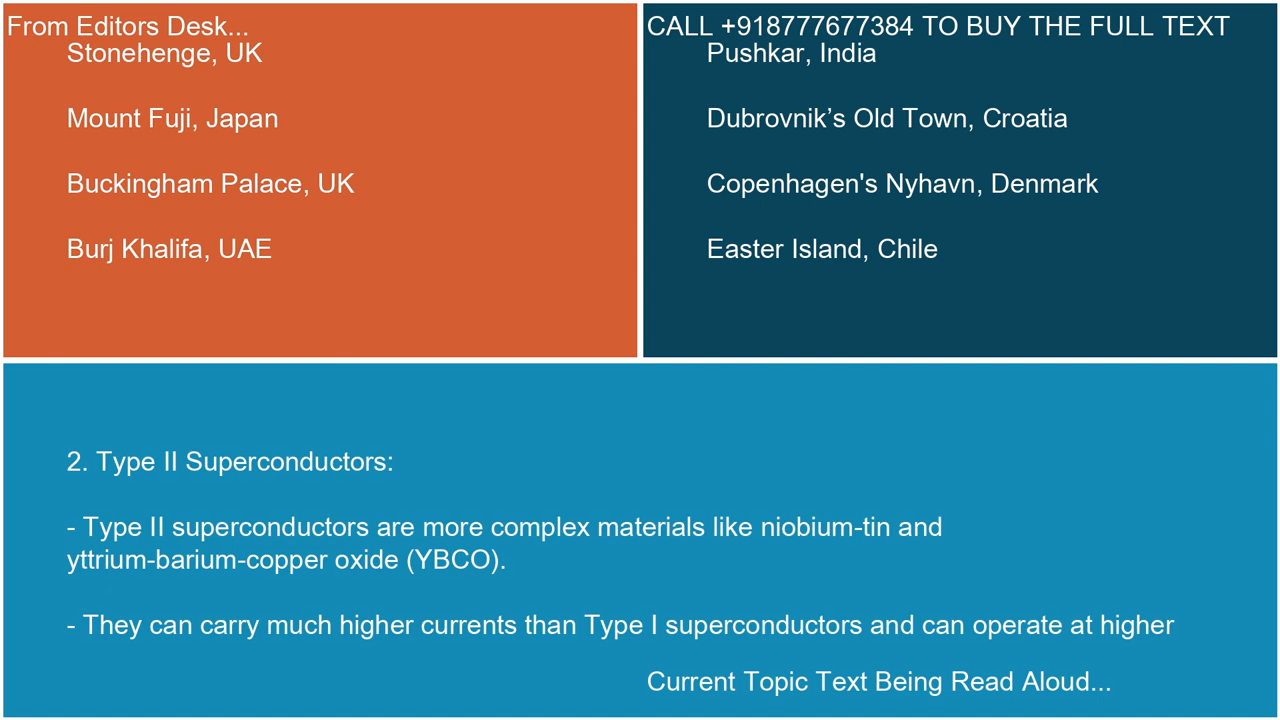 From Editors Desk...
Stonehenge, UK
Mount Fuji, Japan
Buckingham Palace, UK
Burj Khalifa, UAE
CALL +918777677384 TO BUY THE FULL TEXT
Pushkar, India
Dubrovnik’s Old Town, Croatia
Copenhagen's Nyhavn, Denmark
Easter Island, Chile
2. Type II Superconductors:
- Type II superconductors are more complex materials like niobium-tin and
yttrium-barium-copper oxide (YBCO).
- They can carry much higher currents than Type I superconductors and can operate at higher
Current Topic Text Being Read Aloud...